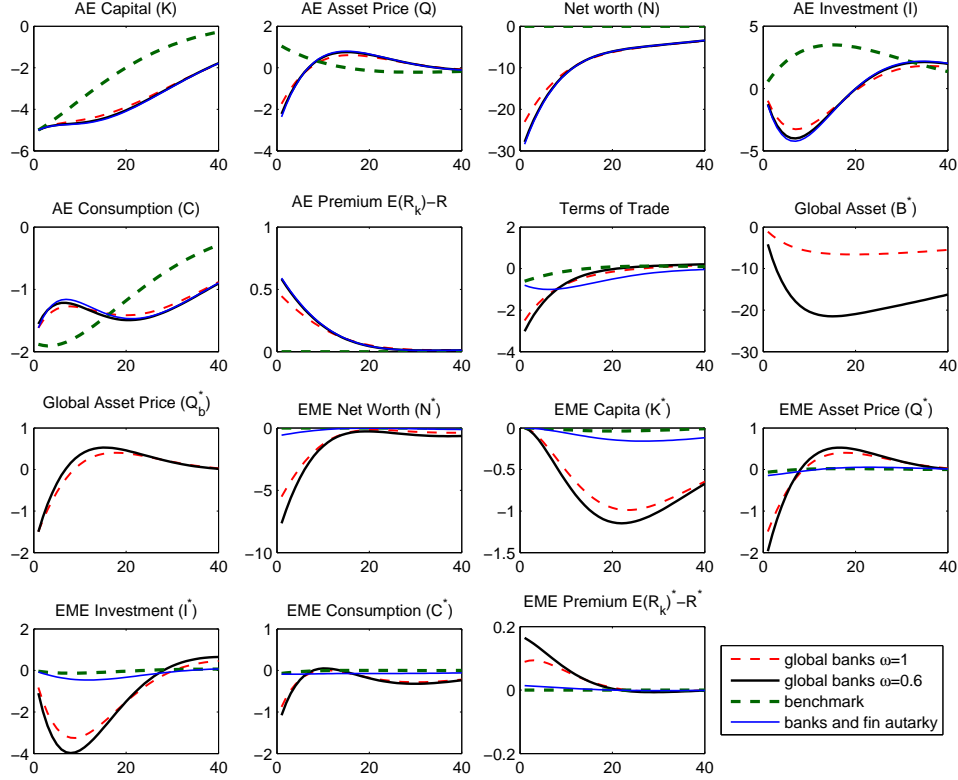 AE Capital (K)
AE Asset Price (Q)
Net worth (N)
AE Investment (I)
0
−2
−4
−6
0 20 40
4
2
0
−2
−4
0 20 40
0
−10
−20
−30
0 20 40
5
0
−5
0 20 40
AE Consumption (C)
AE Premium E(R_k)−R
Terms of Trade
Global Asset (B^*)
0
−1
−2
0 20 40
1
0.5
0
0 20 40
2
0
−2
−4
0 20 40
0
−10
−20
−30
0 20 40
Global Asset Price (Q_b^*)
EME Net Worth (N^*)
EME Capita (K^*)
EME Asset Price (Q^*)
1
0
−1
−2
0 20 40
0
−5
−10
0 20 40
0
−0.5
−1
−1.5
0 20 40
1
0
−1
−2
0 20 40
EME Investment (I^*)
EME Consumption (C^*)
EME Premium E(R_k)^*−R^*
2
0
−2
−4
0 20 40
1
0
−1
−2
0 20 40
0.2
0
−0.2
0 20 40
global banks ω=1
global banks ω=0.6
benchmark
banks and fin autarky